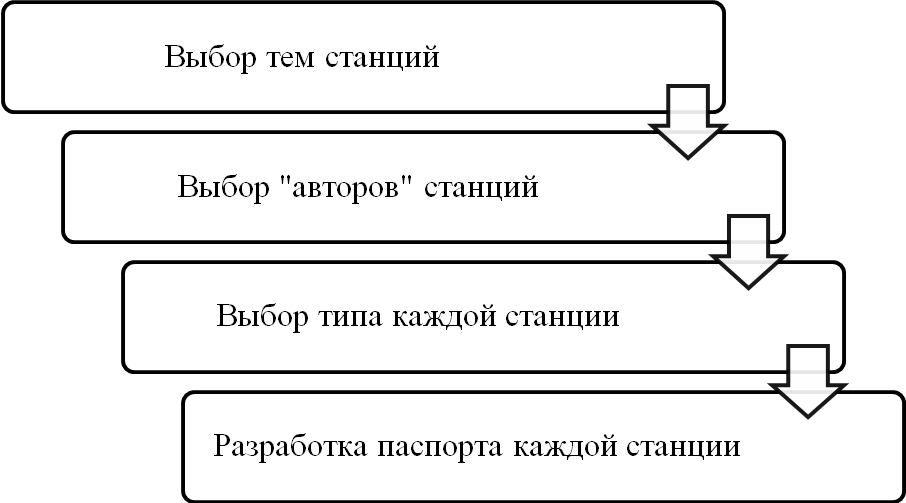 Выбор тем станций
Выбор "авторов" станций
Выбор типа каждой станции
Разработка паспорта каждой станции